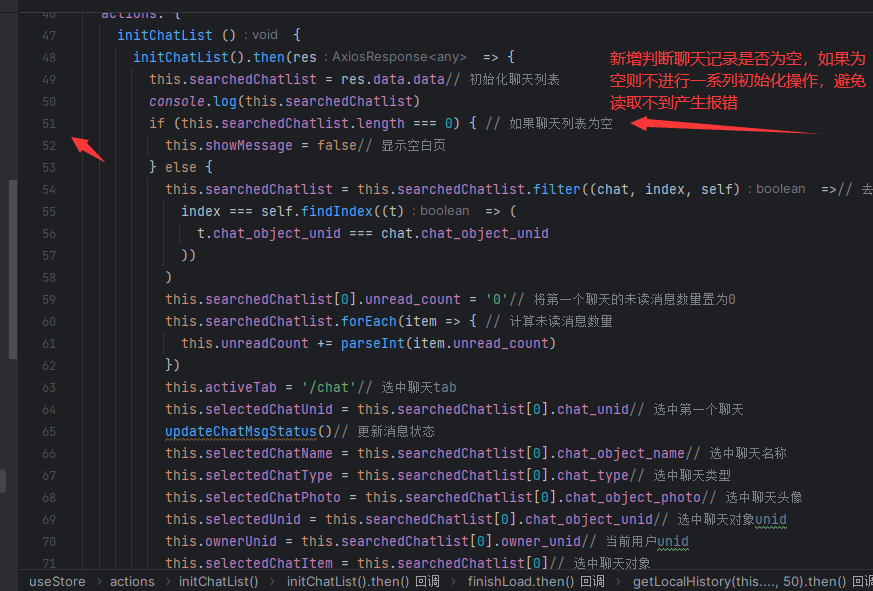 46 actions: {
47 initChatList () : void {
48 initChatList().then(res : AxiosResponse<any> => {
49 this.searchedChatlist = res.data.data// 初始化聊天列表
50 console.log(this.searchedChatlist)
51 if (this.searchedChatlist.length === 0) { // 如果聊天列表为空
52 this.showMessage = false// 显示空白页
53 } else {
54 this.searchedChatlist = this.searchedChatlist.filter((chat, index, self) : boolean =>// 去
55 index === self.findIndex((t) : boolean => (
56 t.chat_object_unid === chat.chat_object_unid
57 ))
58 )
59 this.searchedChatlist[0].unread_count = '0'// 将第一个聊天的未读消息数量置为0
60 this.searchedChatlist.forEach(item => { // 计算未读消息数量
61 this.unreadCount += parseInt(item.unread_count)
62 })
63 this.activeTab = '/chat'// 选中聊天tab
64 this.selectedChatUnid = this.searchedChatlist[0].chat_unid// 选中第一个聊天
65 updateChatMsgStatus()// 更新消息状态
66 this.selectedChatName = this.searchedChatlist[0].chat_object_name// 选中聊天名称
67 this.selectedChatType = this.searchedChatlist[0].chat_type// 选中聊天类型
68 this.selectedChatPhoto = this.searchedChatlist[0].chat_object_photo// 选中聊天头像
69 this.selectedUnid = this.searchedChatlist[0].chat_object_unid// 选中聊天对象unid
70 this.ownerUnid = this.searchedChatlist[0].owner_unid// 当前用户unid
71 this.selectedChatItem = this.searchedChatlist[0]// 选中聊天对象
新增判断聊天记录是否为空，如果为
空则不进行一系列初始化操作，避免
读取不到产生报错
useStore > actions > initChatList() > initChatList().then() 回调 > finishLoad.then() 回调 > getLocalHistory(this...., 50).then() 回调